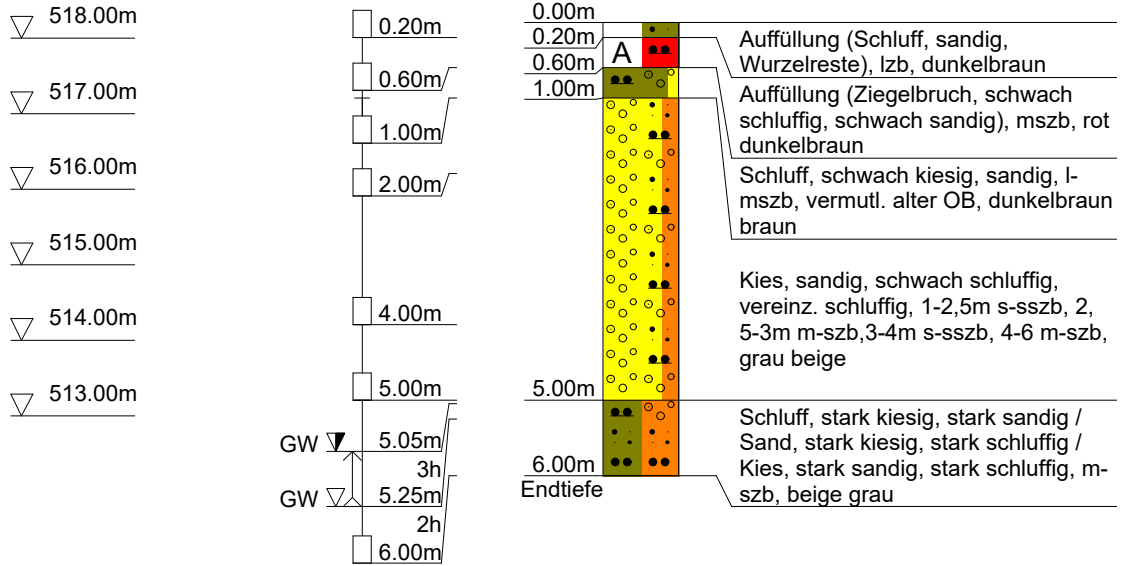 518.00m
517.00m
516.00m
515.00m
514.00m
513.00m
0.20m
0.60m
1.00m
2.00m
4.00m
5.00m
GW
5.05m
3h
GW
5.25m
2h
6.00m
0.00m
0.20m
0.60m
1.00m
5.00m
6.00m
Endtiefe
A
Auffüllung (Schluff, sandig,
Wurzelreste), lzb, dunkelbraun
Auffüllung (Ziegelbruch, schwach
schluffig, schwach sandig), mszb, rot
dunkelbraun
Schluff, schwach kiesig, sandig, l-
mszb, vermutl. alter OB, dunkelbraun
braun
Kies, sandig, schwach schluffig,
vereinz. schluffig, 1-2,5m s-sszb, 2,
5-3m m-szb,3-4m s-sszb, 4-6 m-szb,
grau beige
Schluff, stark kiesig, stark sandig /
Sand, stark kiesig, stark schluffig /
Kies, stark sandig, stark schluffig, m-
szb, beige grau